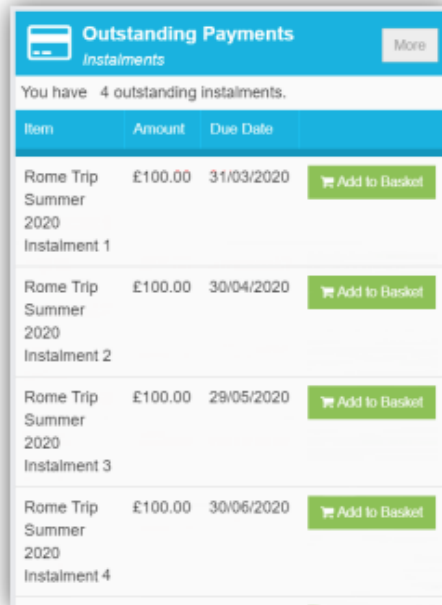 Outstanding Payments
Instalments
More
You have 4 outstanding instalments.
Item Amount Due Date
Rome Trip £100.00 31/03/2020 Add to Basket
Summer
2020
Instalment 1
Rome Trip £100.00 30/04/2020 Add to Basket
Summer
2020
Instalment 2
Rome Trip £100.00 29/05/2020 Add to Basket
Summer
2020
Instalment 3
Rome Trip £100.00 30/06/2020 Add to Basket
Summer
2020
Instalment 4